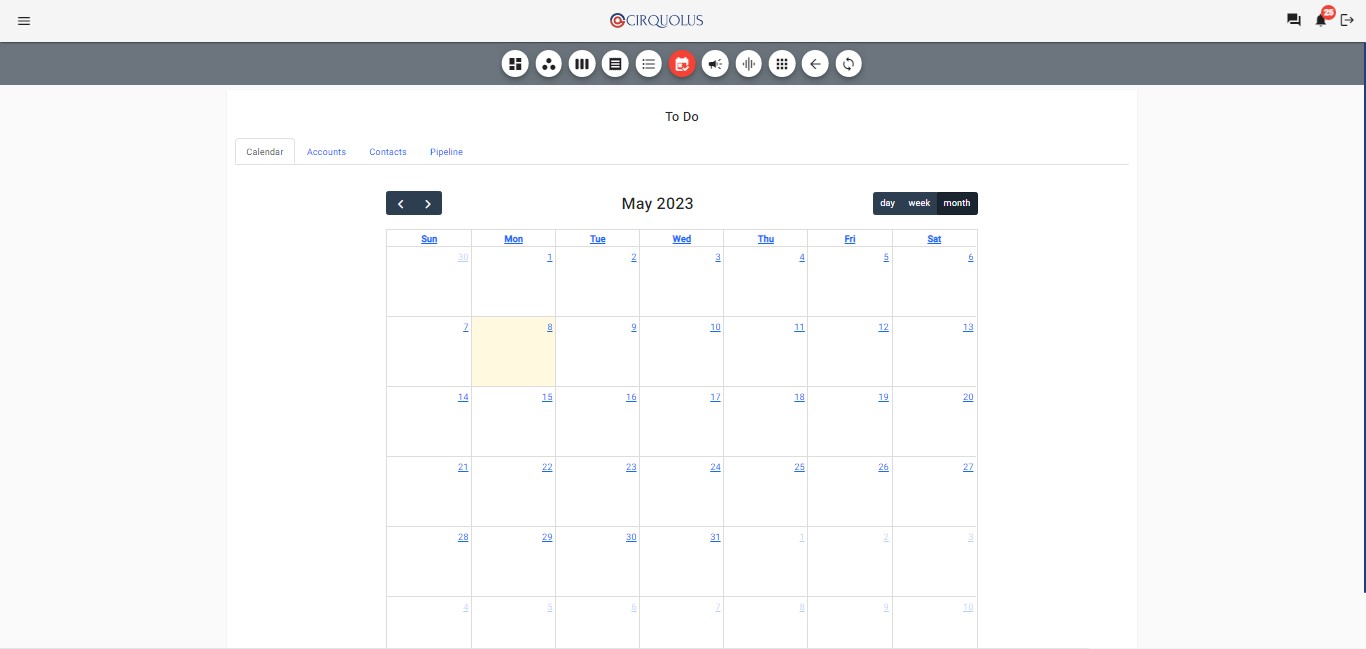 CIRQUOLUS
25
To Do
Calendar Accounts Contacts Pipeline
May 2023
day week month
Sun Mon Tue Wed Thu Fri Sat
30 1 2 3 4 5 6
7 8 9 10 11 12 13
14 15 16 17 18 19 20
21 22 23 24 25 26 27
28 29 30 31 1 2 3
4 5 6 7 8 9 10